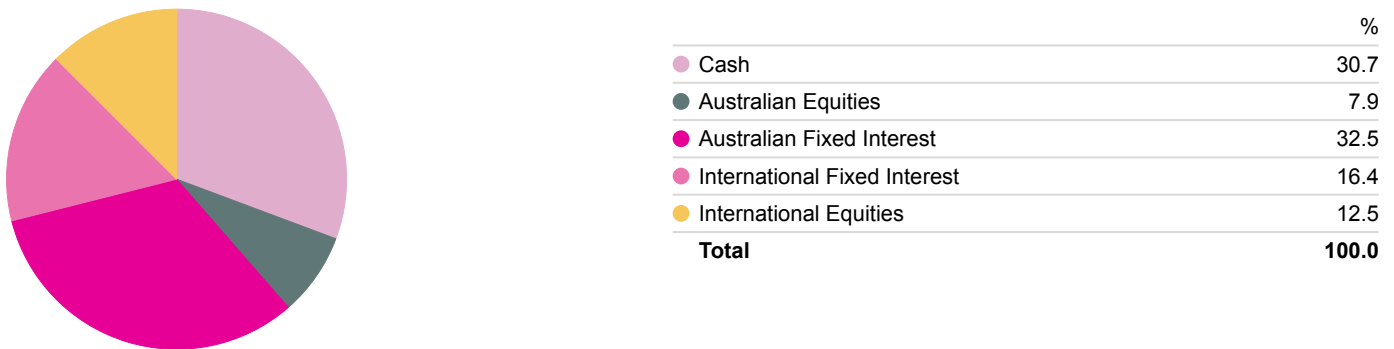 %
Cash 30.7
Australian Equities 7.9
Australian Fixed Interest 32.5
International Fixed Interest 16.4
International Equities 12.5
Total 100.0